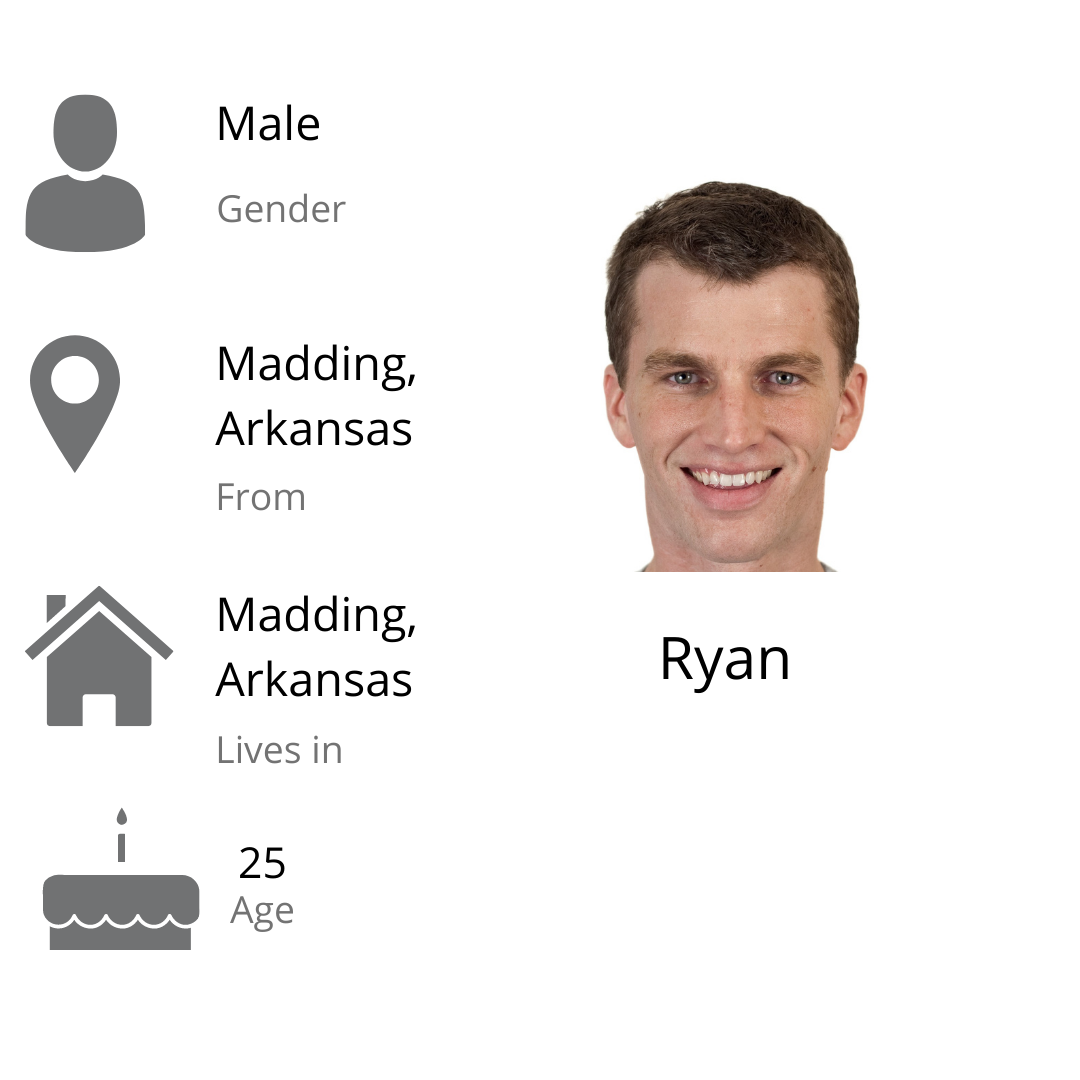 Male
Gender
Madding,
Arkansas
From
Madding,
Arkansas
Lives in
25
Age
Ryan